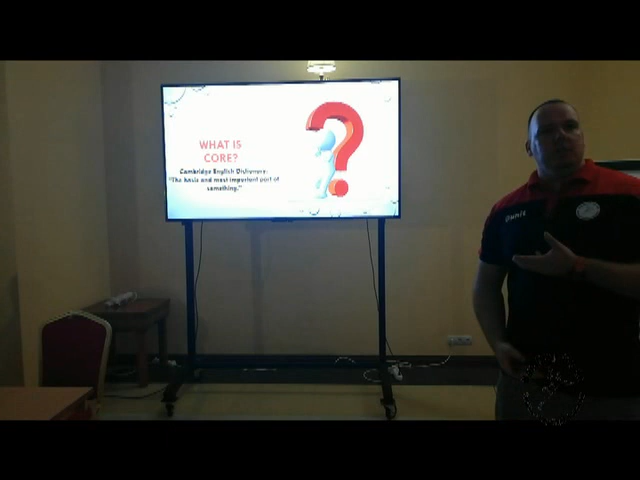 WHAT IS
CORE?
Cambridge English Dictionary:
"The basic and most important part of
something."